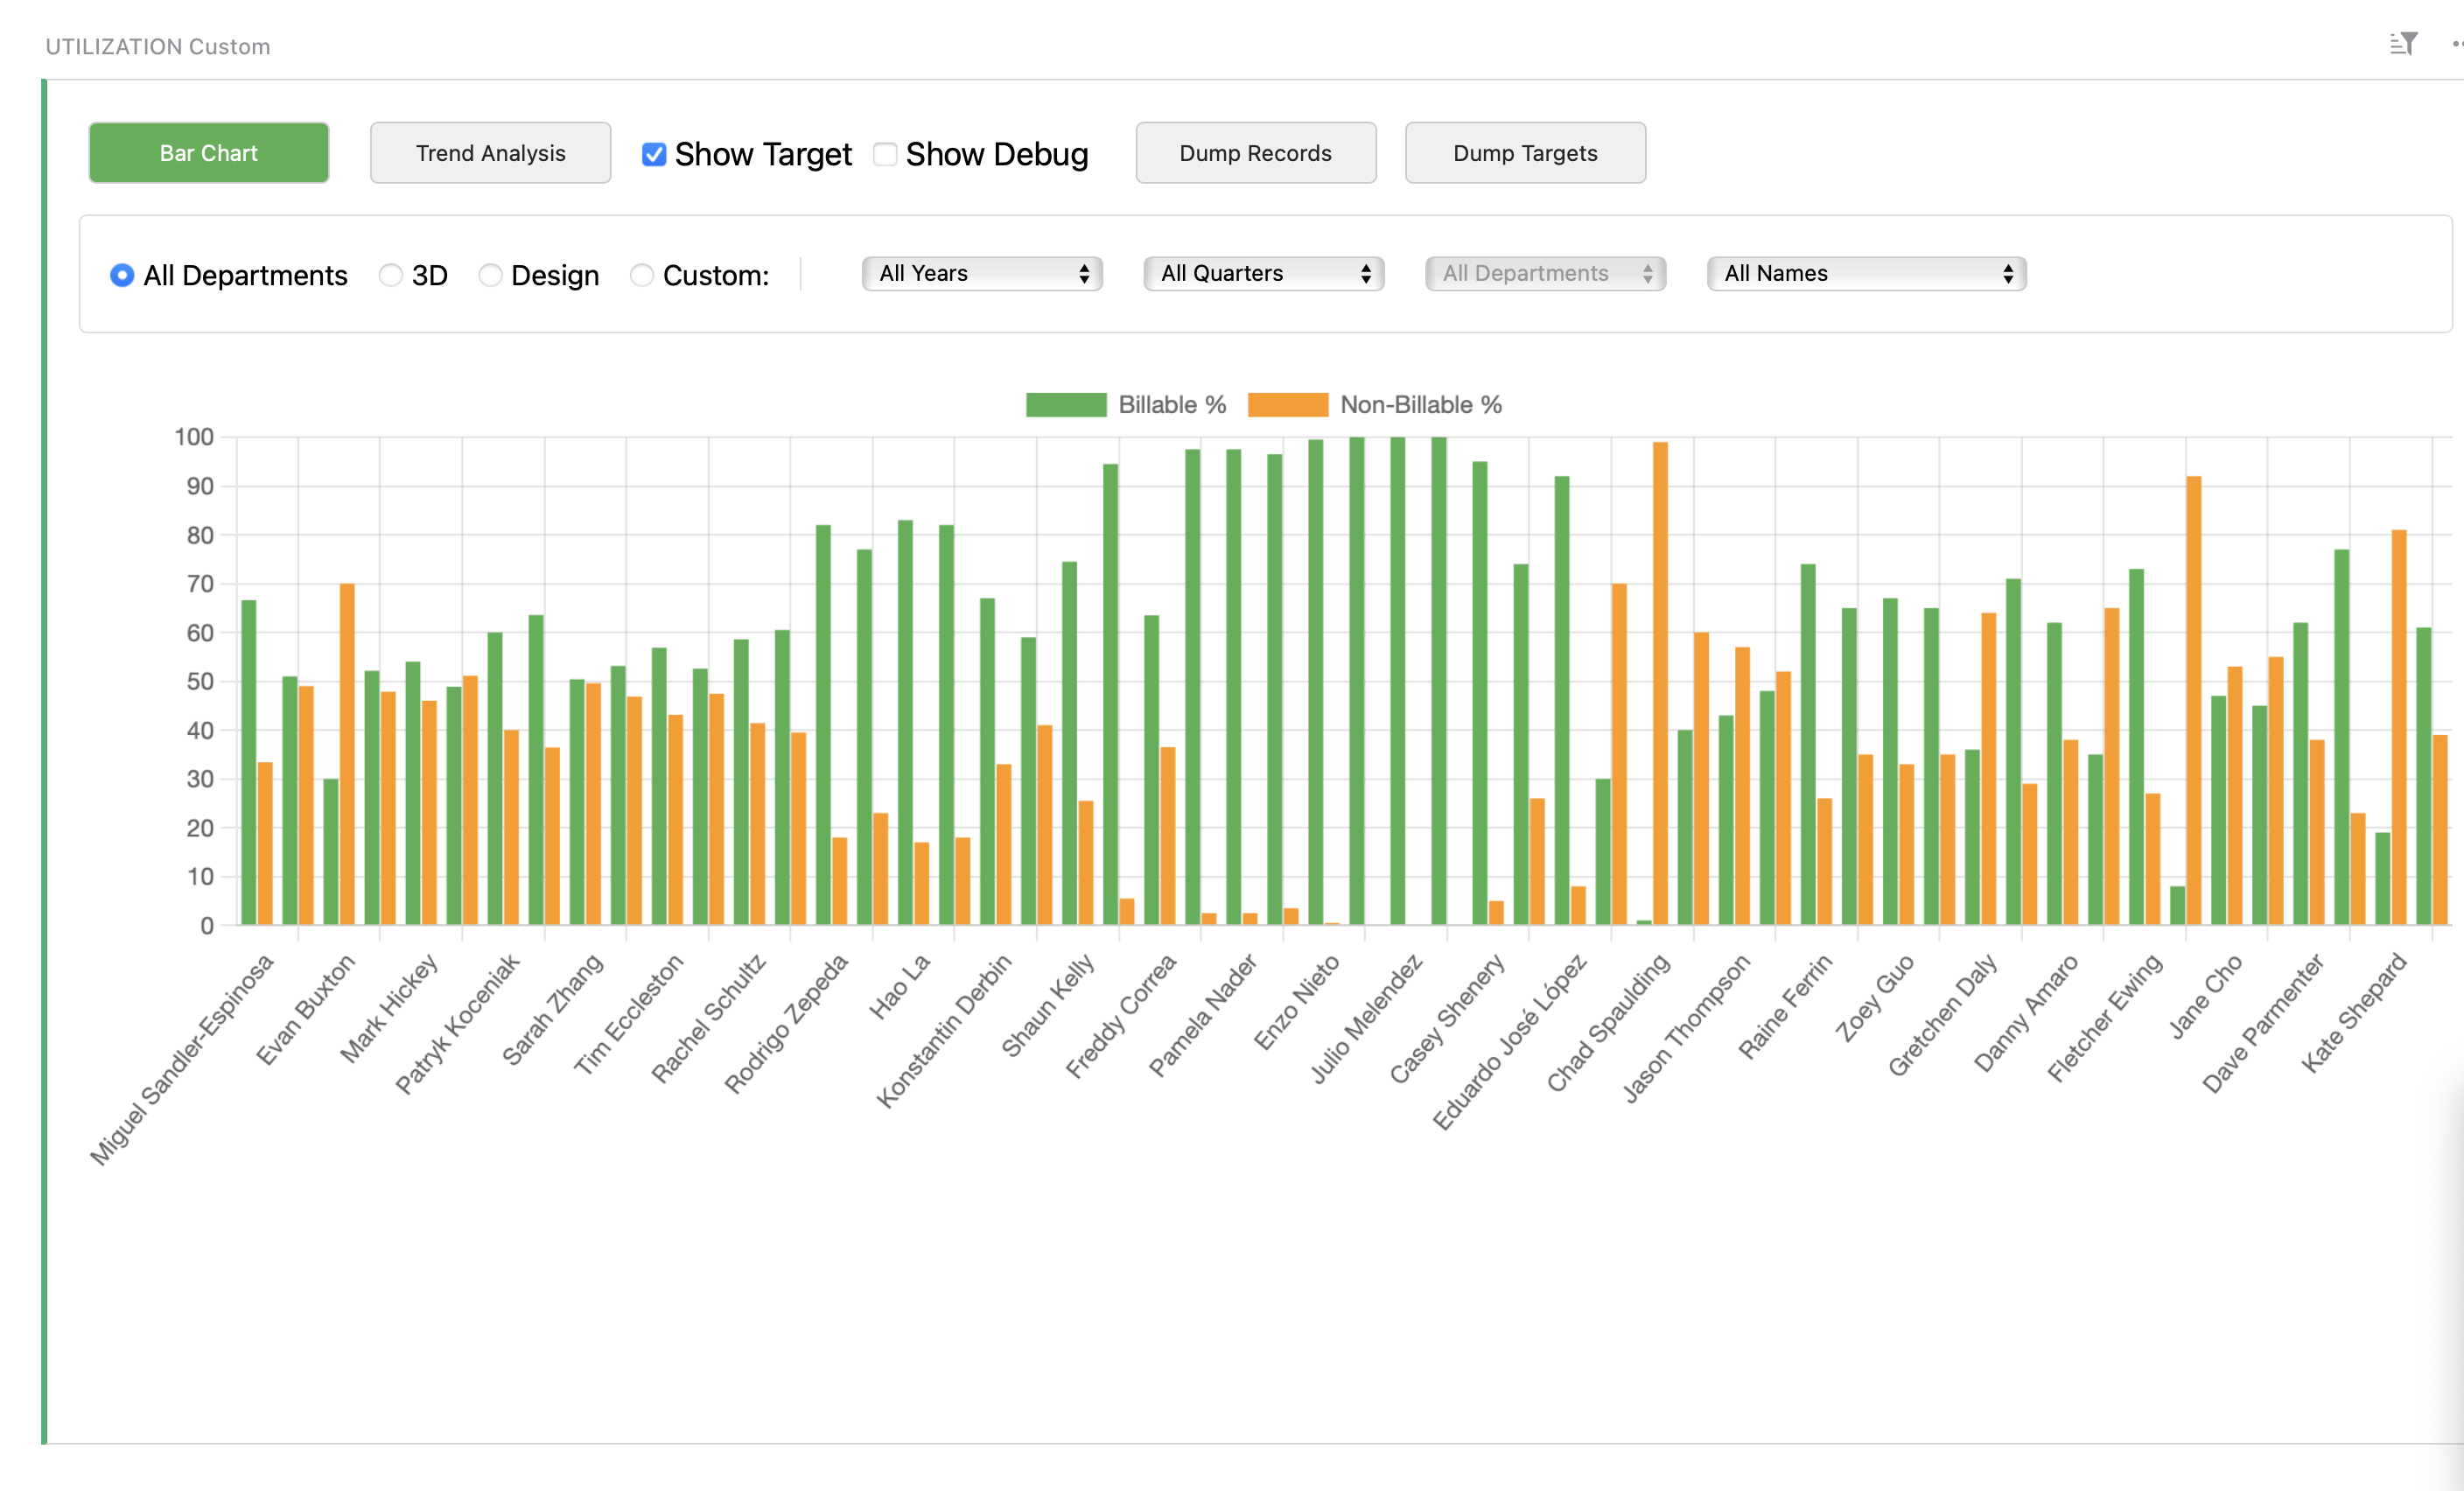 UTILIZATION Custom
Bar Chart Trend Analysis Show Target Show Debug Dump Records Dump Targets
All Departments 3D Design Custom: All Years All Quarters All Departments All Names
Billable % Non-Billable %
100
90
80
70
60
50
40
30
20
10
0
Miguel Sandler-Espinosa
Evan Buxton
Mark Hickey
Patryk Koceniak
Sarah Zhang
Tim Eccleston
Rachel Schultz
Rodrigo Zepeda
Hao La
Konstantin Derbin
Shaun Kelly
Freddy Correa
Pamela Nader
Enzo Nieto
Julio Melendez
Casey Shenery
Eduardo José López
Chad Spaulding
Jason Thompson
Raine Ferrin
Zoey Guo
Gretchen Daly
Danny Amaro
Fletcher Ewing
Jane Cho
Dave Parmenter
Kate Shepard